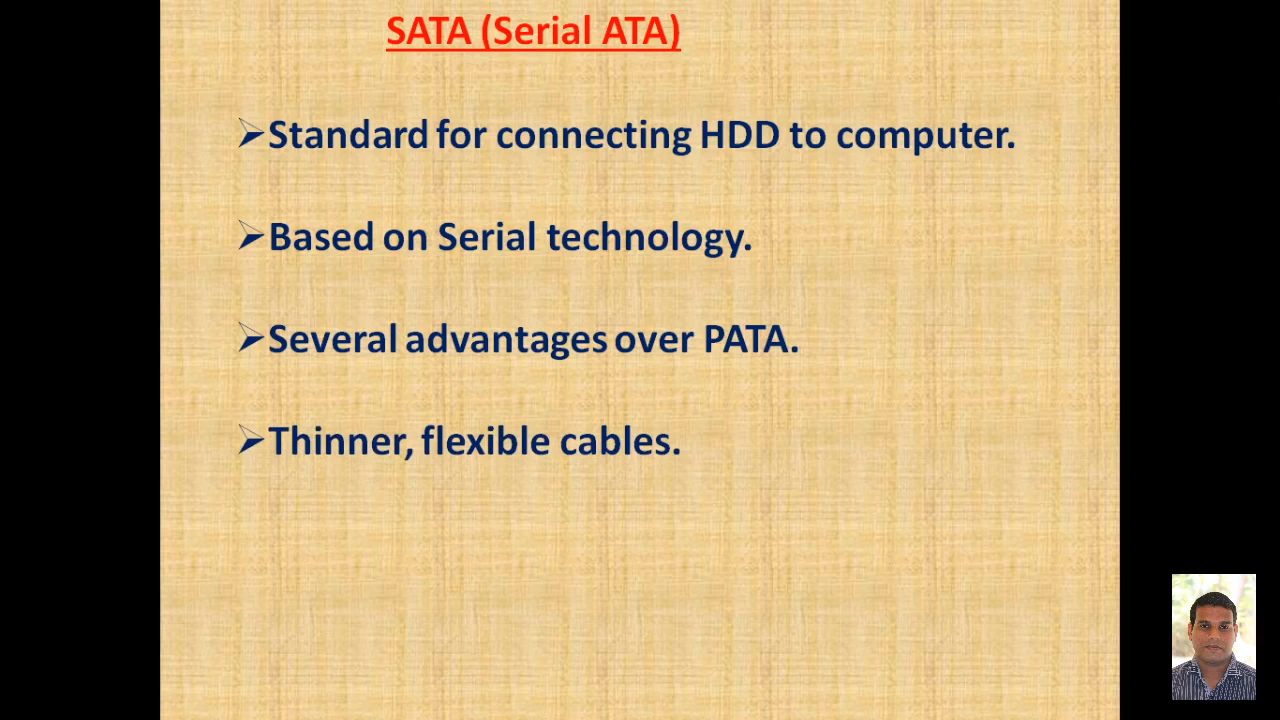 SATA (Serial ATA)
➢Standard for connecting HDD to computer.
➢Based on Serial technology.
➢Several advantages over PATA.
➢Thinner, flexible cables.